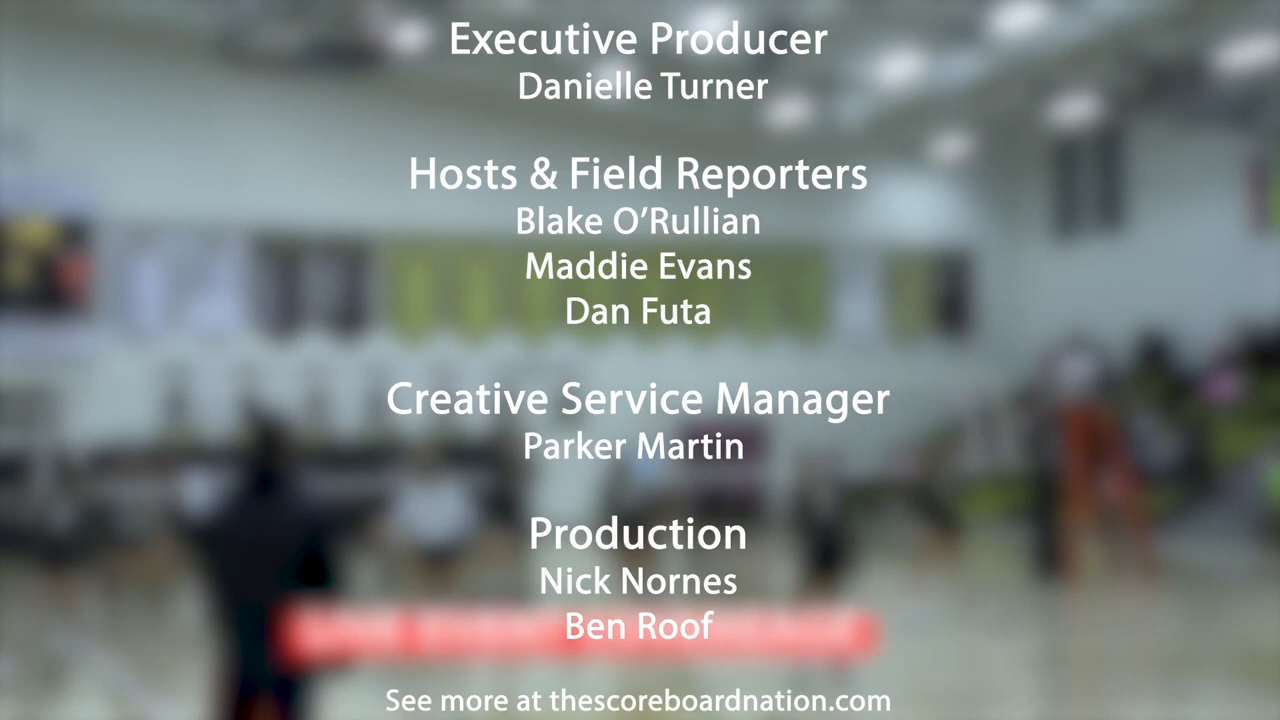 Executive Producer
Danielle Turner
Hosts & Field Reporters
Blake O’Rullian
Maddie Evans
Dan Futa
Creative Service Manager
Parker Martin
Production
Nick Nornes
Ben Roof
See more at thescoreboardnation.com